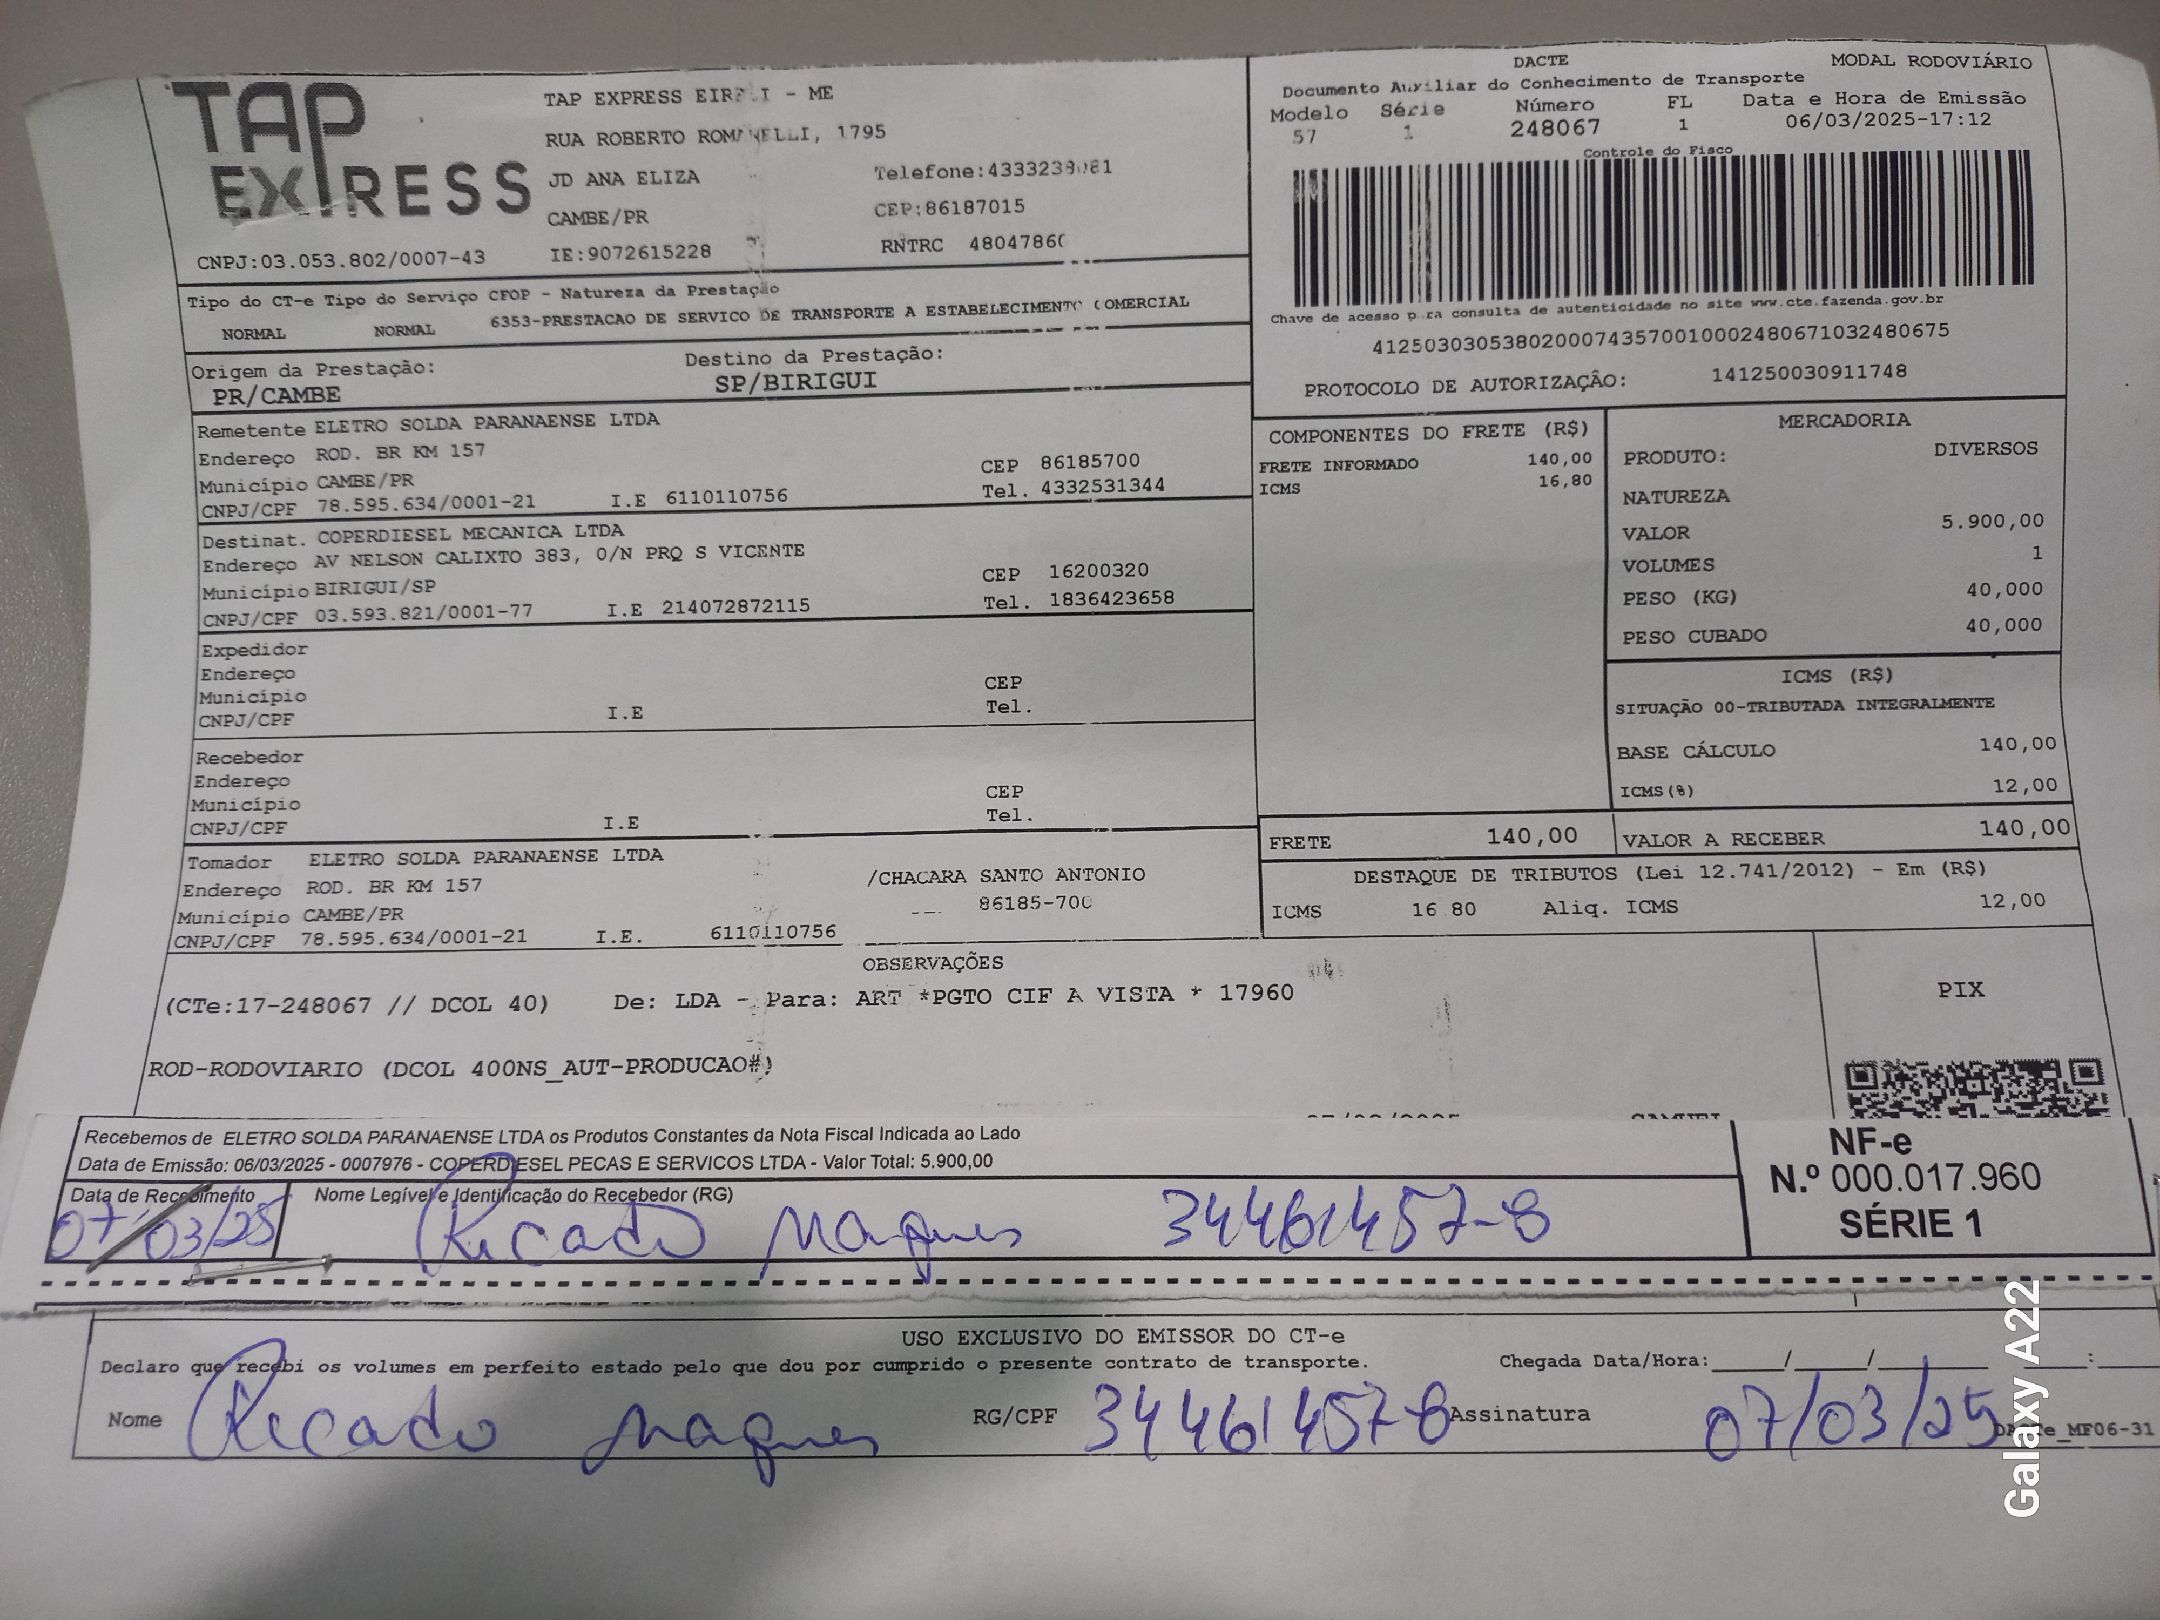 TAP EXPRESS
TAP EXPRESS - ME
RUA ROBERTO 1795
JD ANA ELIZA
Telefone:
CAMBE/PR
CEP:86187015
CNPJ:03.053.802/0007-43
IE:9072615228
RNTRC
DACTE
MODAL RODOVIÁRIO
Documento Auxiliar do Conhecimento de Transporte
Modelo Série Número FL Data e Hora de Emissão
57 1 248067 1 06/03/2025-17:12
Controle do Fisco
Chave de acesso para consulta de autenticidade no site www.cte.fazenda.gov.br
41250303053802000743570010002480671032480675
PROTOCOLO DE AUTORIZAÇÂO: 141250030911748
Tipo do CT-e Tipo do Serviço CFOP - Natureza da Prestação
NORMAL NORMAL 6353-PRESTACAO DE SERVICO DE TRANSPORTE A ESTABELECIMENTO COMERCIAL
Origem da Prestação: Destino da Prestação:
PR/CAMBE SP/BIRIGUI
Remetente ELETRO SOLDA PARANAENSE LTDA
Endereço ROD. BR KM 157
Município CAMBE/PR CEP 86185700
CNPJ/CPF 78.595.634/0001-21 I.E 6110110756 Tel. 4332531344
Destinat. COPERDIESEL MECANICA LTDA
Endereço AV NELSON CALIXTO 383, 0/N PRQ S VICENTE
Município BIRIGUI/SP CEP 16200320
CNPJ/CPF 03.593.821/0001-77 I.E 214072872115 Tel. 1836423658
Expedidor
Endereço
Município CEP
CNPJ/CPF I.E Tel.
Recebedor
Endereço
Município CEP
CNPJ/CPF I.E Tel.
Tomador ELETRO SOLDA PARANAENSE LTDA
Endereço ROD. BR KM 157 /CHACARA SANTO ANTONIO
Município CAMBE/PR 86185-700
CNPJ/CPF 78.595.634/0001-21 I.E. 6110110756
COMPONENTES DO FRETE (R$)
FRETE INFORMADO 140,00
ICMS 16,80
MERCADORIA
PRODUTO: DIVERSOS
NATUREZA
VALOR 5.900,00
VOLUMES 1
PESO (KG) 40,000
PESO CUBADO 40,000
ICMS (R$)
SITUAÇÃO 00-TRIBUTADA INTEGRALMENTE
BASE CÁLCULO 140,00
ICMS(%) 12,00
FRETE 140,00 VALOR A RECEBER 140,00
DESTAQUE DE TRIBUTOS (Lei 12.741/2012) - Em (R$)
ICMS 16 80 Aliq. ICMS 12,00
OBSERVAÇÕES
(CTe:17-248067 // DCOL 40) De: LDA - Para: ART *PGTO CIF A VISTA * 17960
PIX
ROD-RODOVIARIO (DCOL 400NS_AUT-PRODUCAO#)
Recebemos de ELETRO SOLDA PARANAENSE LTDA os Produtos Constantes da Nota Fiscal Indicada ao Lado
Data de Emissão: 06/03/2025 - 0007976 - COPERDIESEL PECAS E SERVICOS LTDA - Valor Total: 5.900,00
Data de Recebimento Nome Legível e Identificação do Recebedor (RG)
07/03/25 Ricado Maques 34461457-8
NF-e
N.º 000.017.960
SÉRIE 1
USO EXCLUSIVO DO EMISSOR DO CT-e
Declaro que recebi os volumes em perfeito estado pelo que dou por cumprido o presente contrato de transporte. Chegada Data/Hora:____/____/______ ____:____
Nome Ricado Maques RG/CPF 34461457-8 Assinatura 07/03/25
Galaxy A22